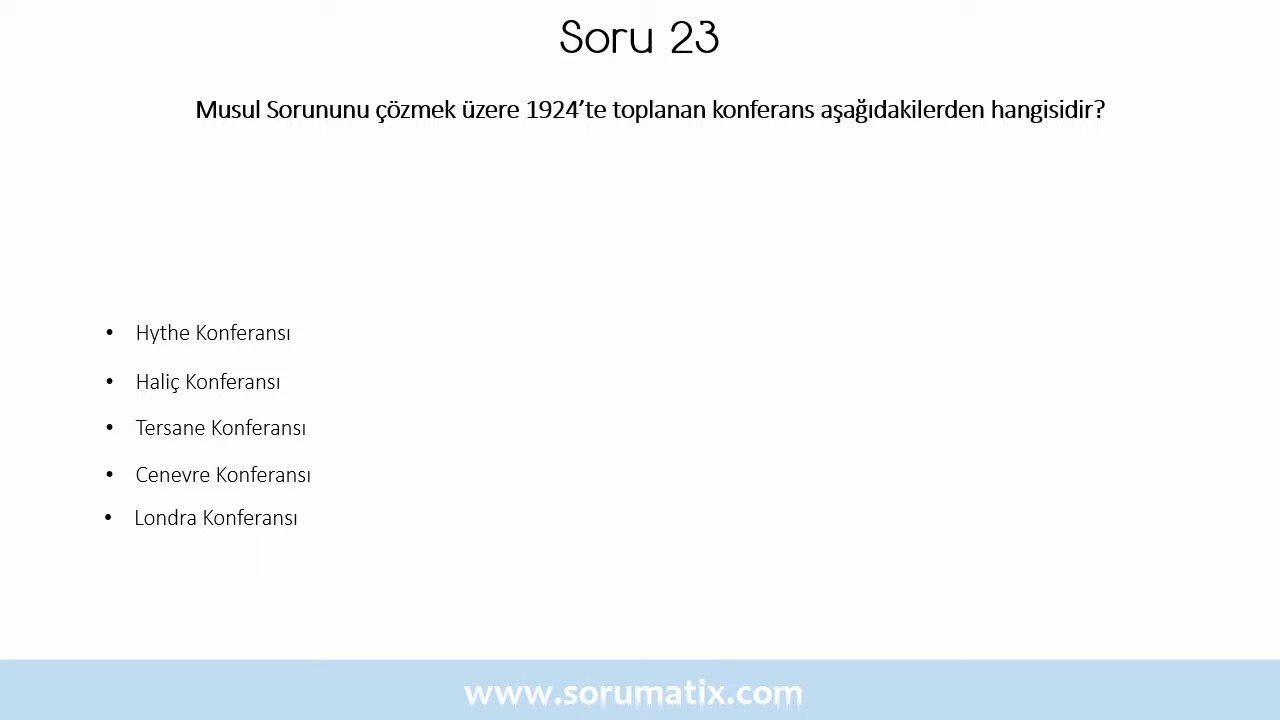 Soru 23
Musul Sorununu çözmek üzere 1924’te toplanan konferans aşağıdakilerden hangisidir?
• Hythe Konferansı
• Haliç Konferansı
• Tersane Konferansı
• Cenevre Konferansı
• Londra Konferansı
www.sorumatix.com